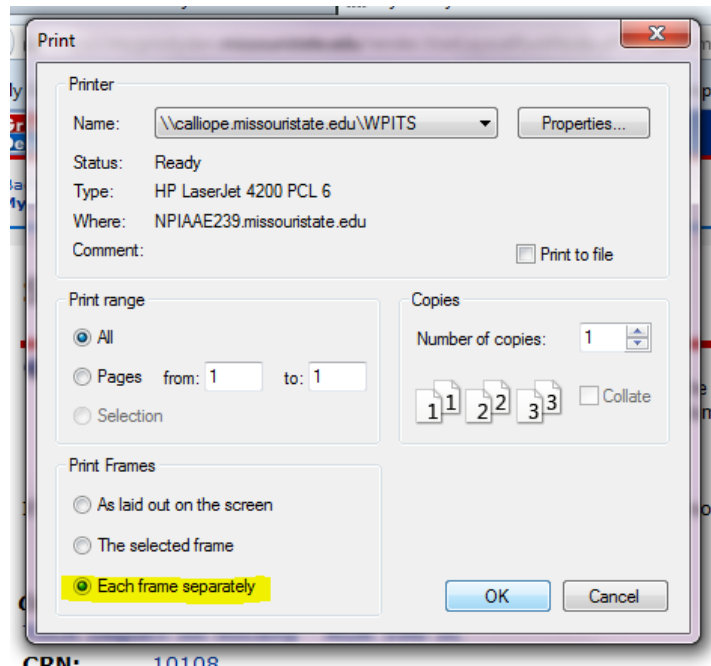 Print
Printer
Name: \\calliope.missouristate.edu\WPITS Properties...
Status: Ready
Type: HP LaserJet 4200 PCL 6
Where: NPIAAE239.missouristate.edu
Comment: Print to file
Print range
All
Pages from: 1 to: 1
Selection
Copies
Number of copies: 1
1 1 2 2 3 3 Collate
Print Frames
As laid out on the screen
The selected frame
Each frame separately
OK Cancel
CRN: 10108